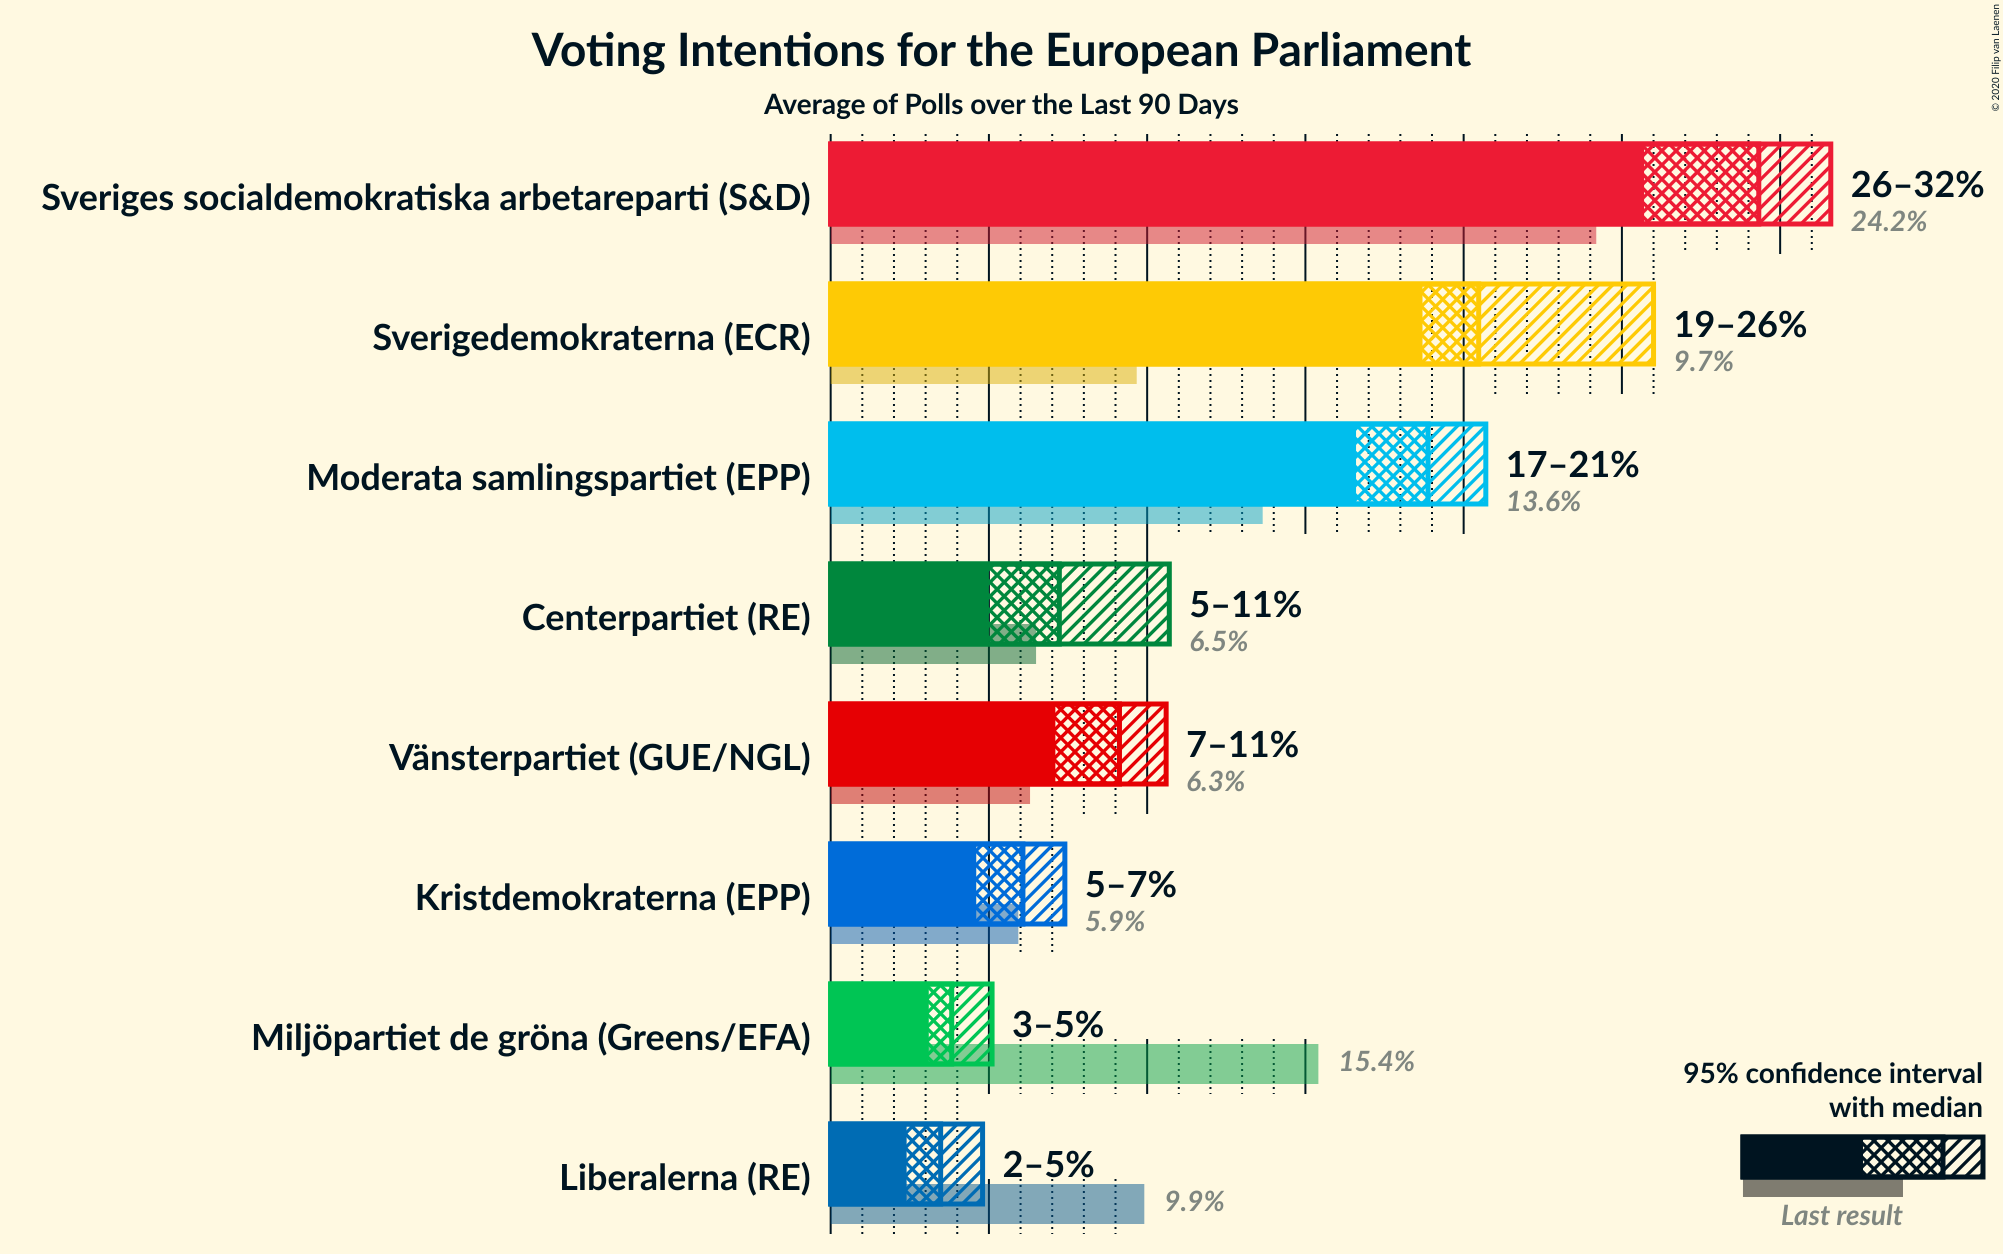 Voting Intentions for the European Parliament
Average of Polls over the Last 90 Days
© 2020 Filip van Laenen
Sveriges socialdemokratiska arbetareparti (S&D)
26–32%
24.2%
Sverigedemokraterna (ECR)
19–26%
9.7%
Moderata samlingspartiet (EPP)
17–21%
13.6%
Centerpartiet (RE)
5–11%
6.5%
Vänsterpartiet (GUE/NGL)
7–11%
6.3%
Kristdemokraterna (EPP)
5–7%
5.9%
Miljöpartiet de gröna (Greens/EFA)
3–5%
15.4%
Liberalerna (RE)
2–5%
9.9%
95% confidence interval
with median
Last result